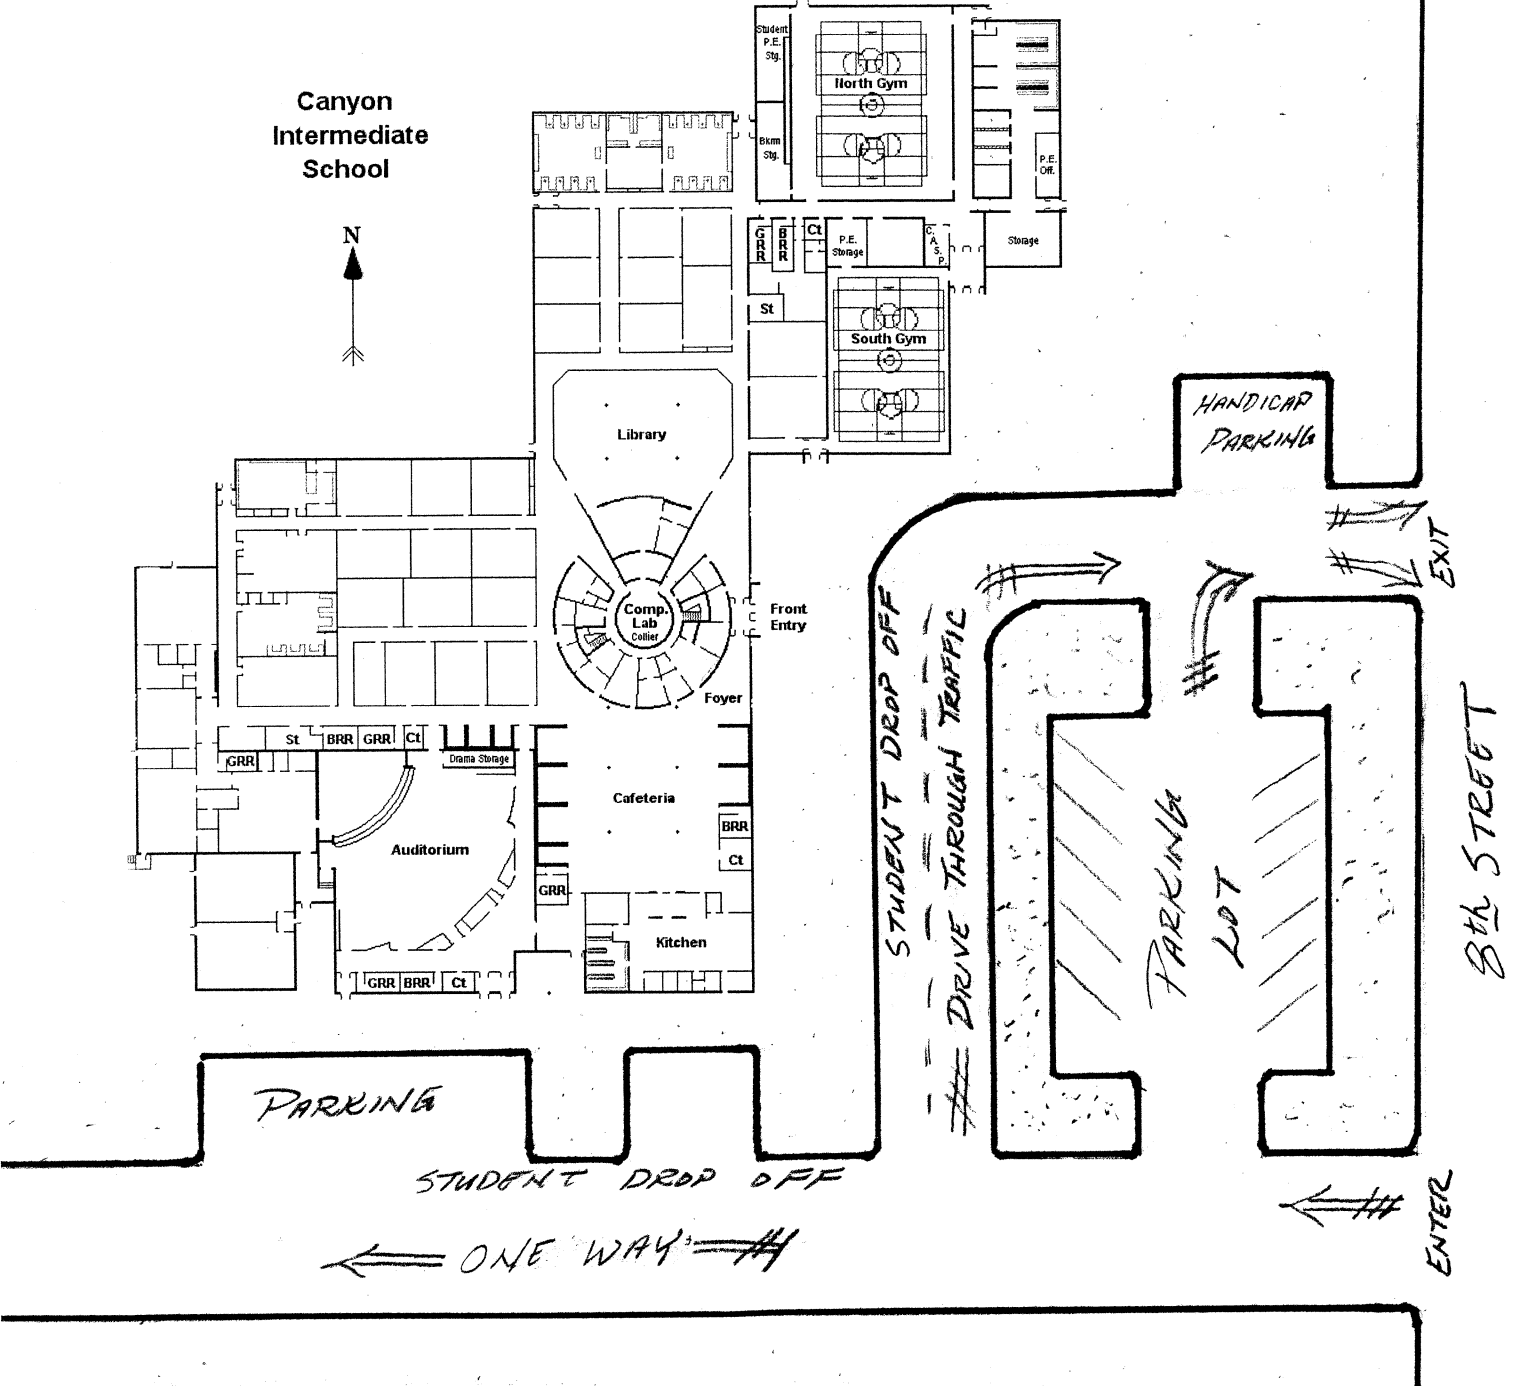 Canyon
Intermediate
School
N
Student
P.E.
Stg.
North Gym
Bkrm
Stg.
P.E.
Off.
GRR
BRR
Ct
P.E.
Storage
C.A.S.P.
Storage
St
South Gym
HANDICAP
PARKING
Library
EXIT
Comp.
Lab
Collier
Front
Entry
Foyer
STUDENT DROP OFF
DRIVE THROUGH TRAFFIC
St
BRR
GRR
Ct
GRR
Drama Storage
Cafeteria
BRR
Ct
Auditorium
GRR
Kitchen
GRR
BRR
Ct
PARKING
LOT
8th STREET
PARKING
STUDENT DROP OFF
ENTER
ONE WAY